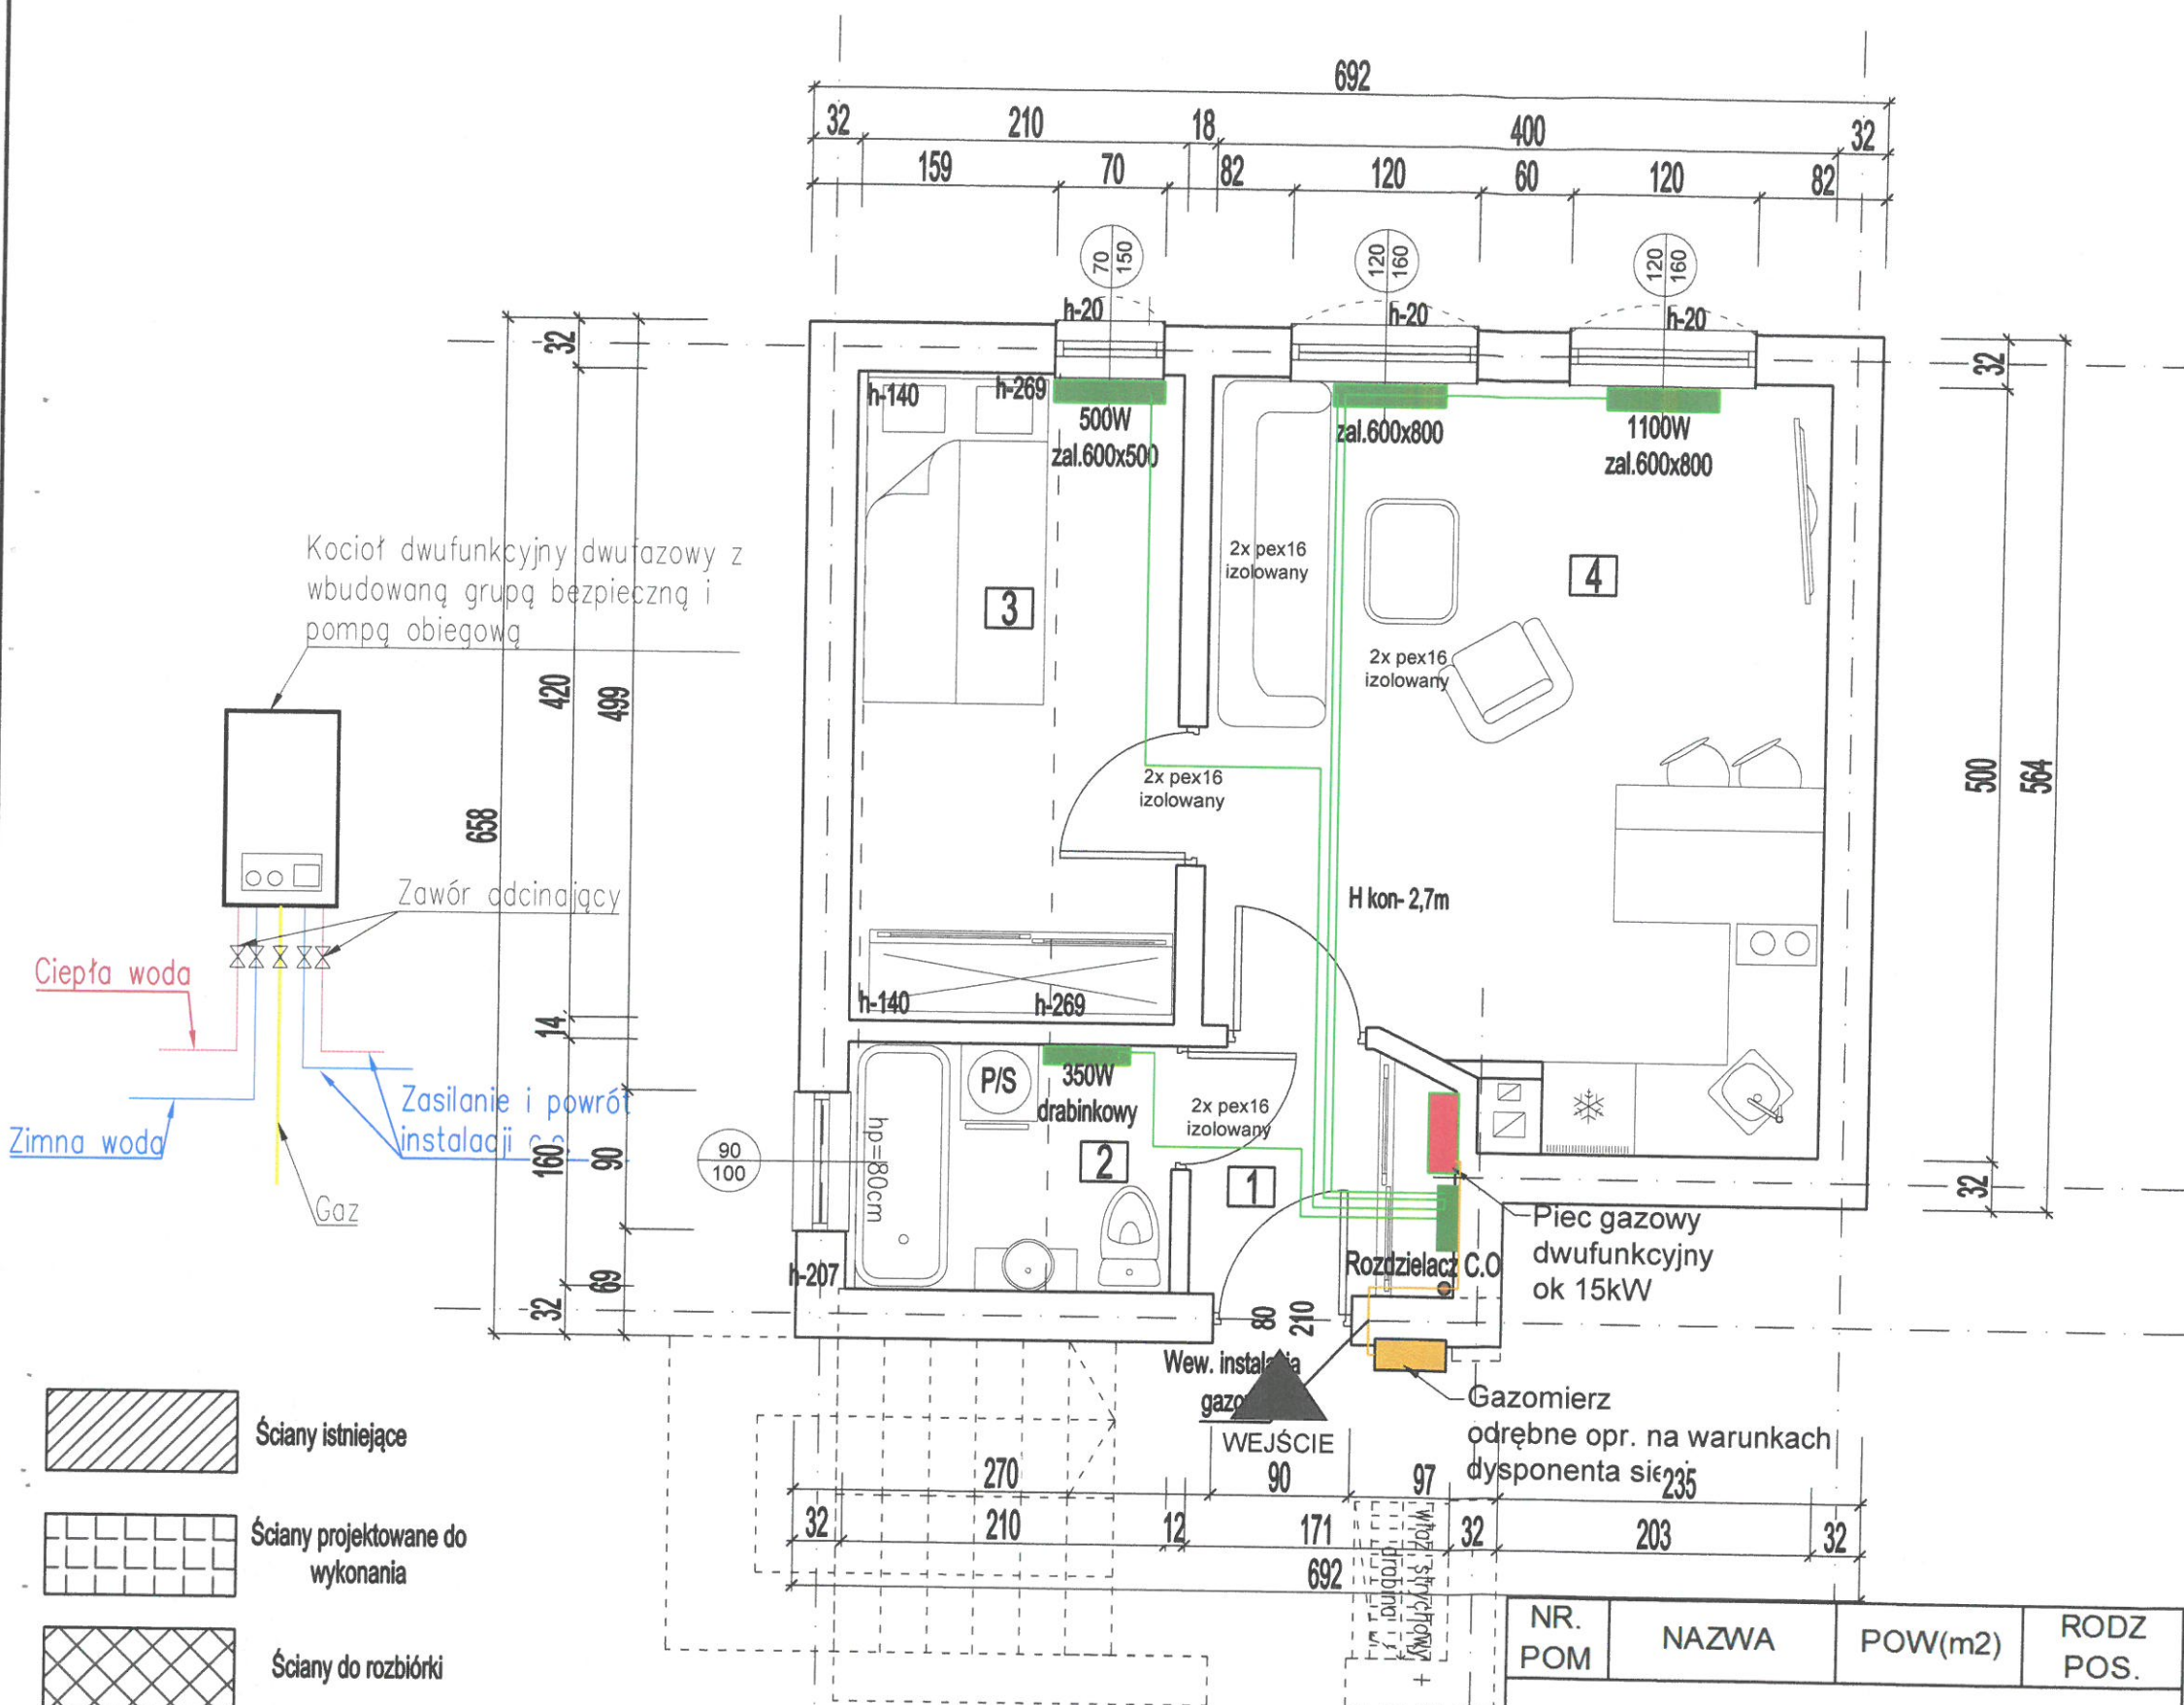 692
32 210 18 400 32
159 70 82 120 60 120 82
70
150
120
160
120
160
h-20
h-20
h-20
32
32
h-140
h-269
500W
zal.600x500
zal.600x800
1100W
zal.600x800
Kocioł dwufunkcyjny dwufazowy z
wbudowaną grupą bezpieczną i
pompą obiegową
2x pex16
izolowany
3
4
2x pex16
izolowany
420
499
658
500
564
2x pex16
izolowany
Zawór odcinający
H kon- 2,7m
Ciepła woda
h-140
h-269
14
P/S
350W
drabinkowy
2x pex16
izolowany
Zasilanie i powrót
instalacji
Zimna woda
160
90
90
100
hp=80cm
2
1
32
Gaz
Piec gazowy
dwufunkcyjny
ok 15kW
h-207
Rozdzielacz C.O
69
32
80
210
Wew. instalacja
Gazomierz
odrębne opr. na warunkach
dysponenta
WEJŚCIE
Ściany istniejące
270 90 97 235
32 210 12 171 32 203 32
692
właz strychowy +
drabina
Ściany projektowane do
wykonania
Ściany do rozbiórki
NR.
POM
NAZWA
POW(m2)
RODZ
POS.